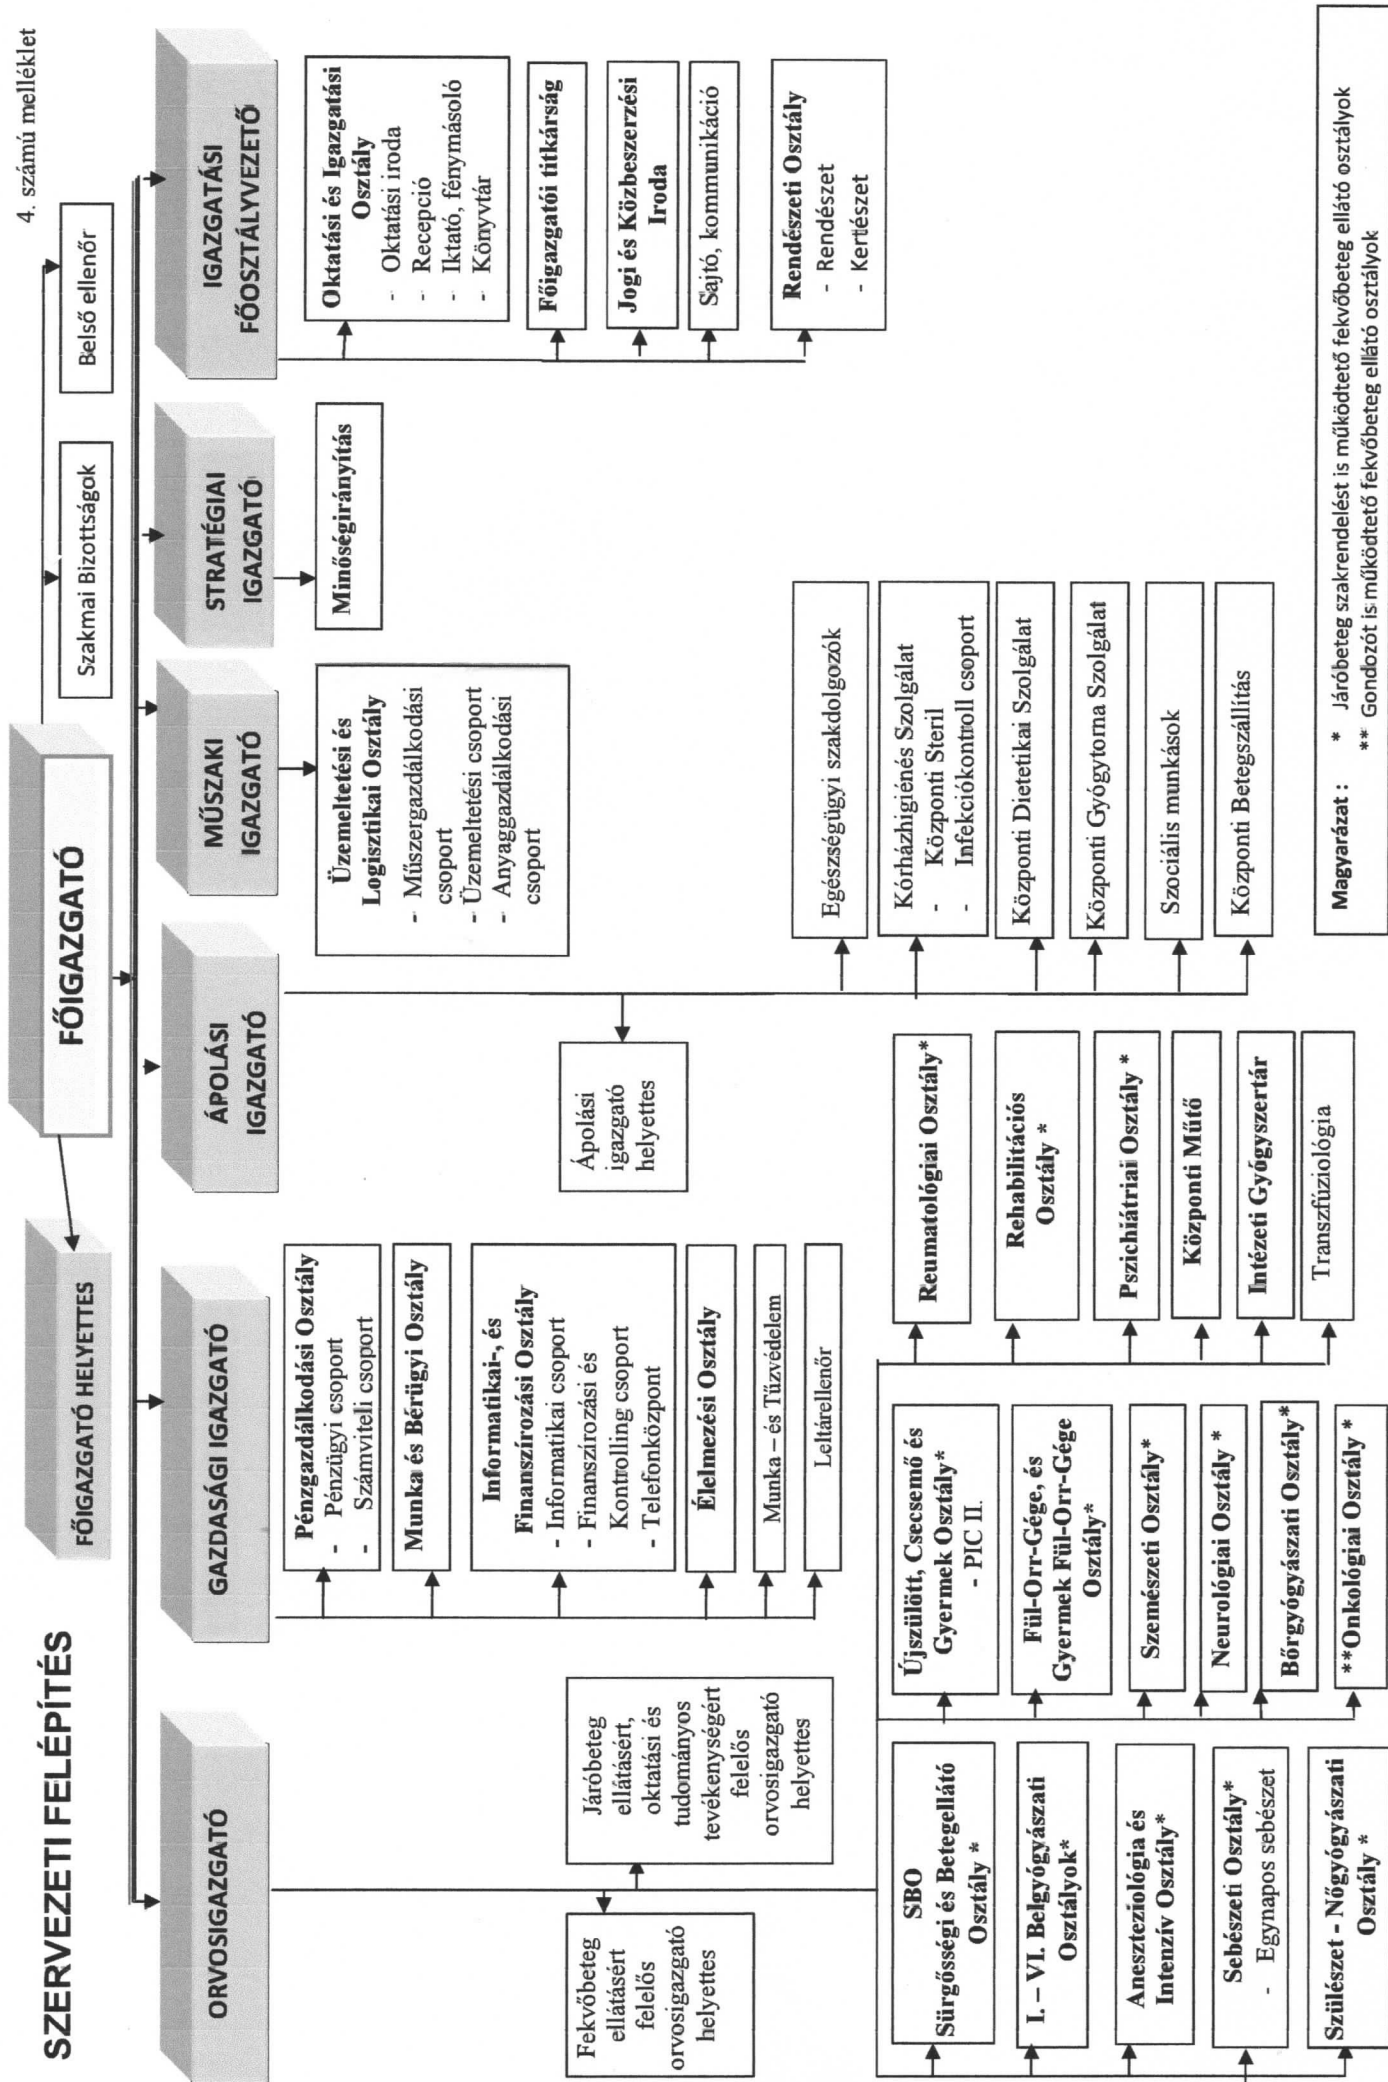 4. számú melléklet
SZERVEZETI FELÉPÍTÉS
FŐIGAZGATÓ
FŐIGAZGATÓ HELYETTES
Szakmai Bizottságok
Belső ellenőr
ORVOSIGAZGATÓ
GAZDASÁGI IGAZGATÓ
ÁPOLÁSI
IGAZGATÓ
MŰSZAKI
IGAZGATÓ
STRATÉGIAI
IGAZGATÓ
IGAZGATÁSI
FŐOSZTÁLYVEZETŐ
Fekvőbeteg
ellátásért
felelős
orvosigazgató
helyettes
Járóbeteg
ellátásért,
oktatási és
tudományos
tevékenységért
felelős
orvosigazgató
helyettes
SBO
Sürgősségi és Betegellátó
Osztály *
I. – VI. Belgyógyászati
Osztályok*
Aneszteziológia és
Intenzív Osztály*
Sebészeti Osztály*
- Egynapos sebészet
Szülészet - Nőgyógyászati
Osztály *
Újszülött, Csecsemő és
Gyermek Osztály*
- PIC II.
Fül-Orr-Gége, és
Gyermek Fül-Orr-Gége
Osztály*
Szemészeti Osztály*
Neurológiai Osztály *
Bőrgyógyászati Osztály*
**Onkológiai Osztály *
Reumatológiai Osztály*
Rehabilitációs
Osztály *
Pszichiátriai Osztály *
Központi Műtő
Intézeti Gyógyszertár
Transzfúziológia
Pénzgazdálkodási Osztály
- Pénzügyi csoport
- Számviteli csoport
Munka és Bérügyi Osztály
Informatikai-, és
Finanszírozási Osztály
- Informatikai csoport
- Finanszírozási és
Kontrolling csoport
- Telefonközpont
Élelmezési Osztály
Munka – és Tűzvédelem
Leltárellenőr
Ápolási
igazgató
helyettes
Egészségügyi szakdolgozók
Kórházhigiénés Szolgálat
- Központi Steril
- Infekciókontroll csoport
Központi Dietetikai Szolgálat
Központi Gyógytorna Szolgálat
Szociális munkások
Központi Betegszállítás
Üzemeltetési és
Logisztikai Osztály
- Műszergazdálkodási
csoport
- Üzemeltetési csoport
- Anyaggazdálkodási
csoport
Minőségirányítás
Oktatási és Igazgatási
Osztály
- Oktatási iroda
- Recepció
- Iktató, fénymásoló
- Könyvtár
Főigazgatói titkárság
Jogi és Közbeszerzési
Iroda
Sajtó, kommunikáció
Rendészeti Osztály
- Rendészet
- Kertészet
Magyarázat : * Járóbeteg szakrendelést is működtető fekvőbeteg ellátó osztályok
** Gondozót is működtető fekvőbeteg ellátó osztályok